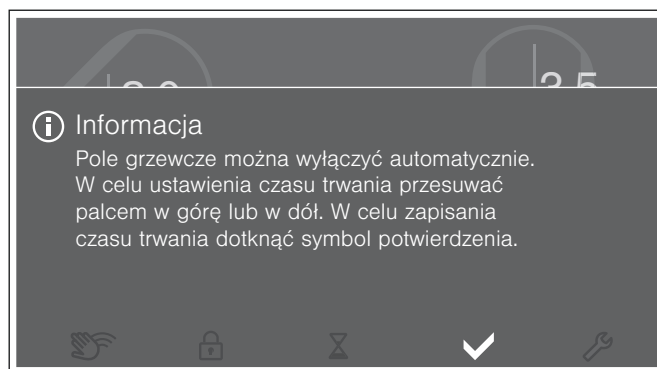 Informacja
Pole grzewcze można wyłączyć automatycznie.
W celu ustawienia czasu trwania przesuwać
palcem w górę lub w dół. W celu zapisania
czasu trwania dotknąć symbol potwierdzenia.